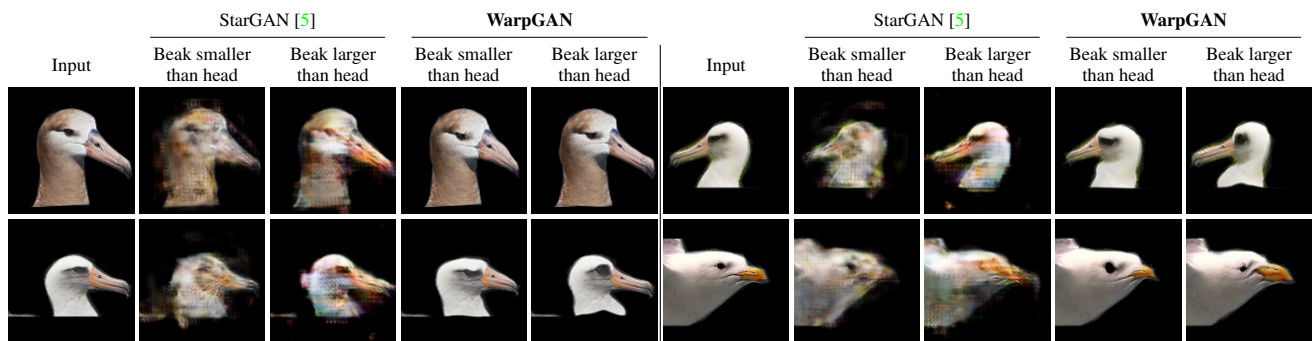 StarGAN [5] WarpGAN StarGAN [5] WarpGAN
Input Beak smaller than head Beak larger than head Beak smaller than head Beak larger than head Input Beak smaller than head Beak larger than head Beak smaller than head Beak larger than head